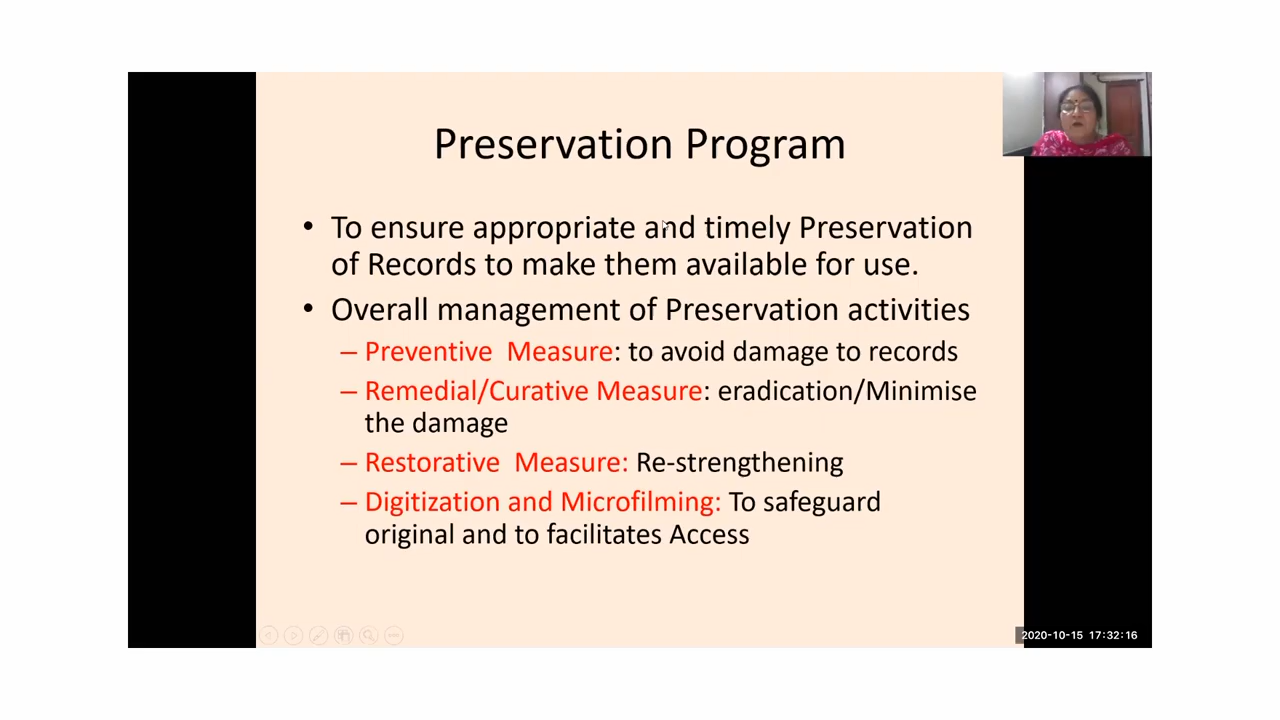 Preservation Program
• To ensure appropriate and timely Preservation
of Records to make them available for use.
• Overall management of Preservation activities
– Preventive  Measure: to avoid damage to records
– Remedial/Curative Measure: eradication/Minimise
the damage
– Restorative  Measure: Re-strengthening
– Digitization and Microfilming: To safeguard
original and to facilitates Access
2020-10-15 17:32:16